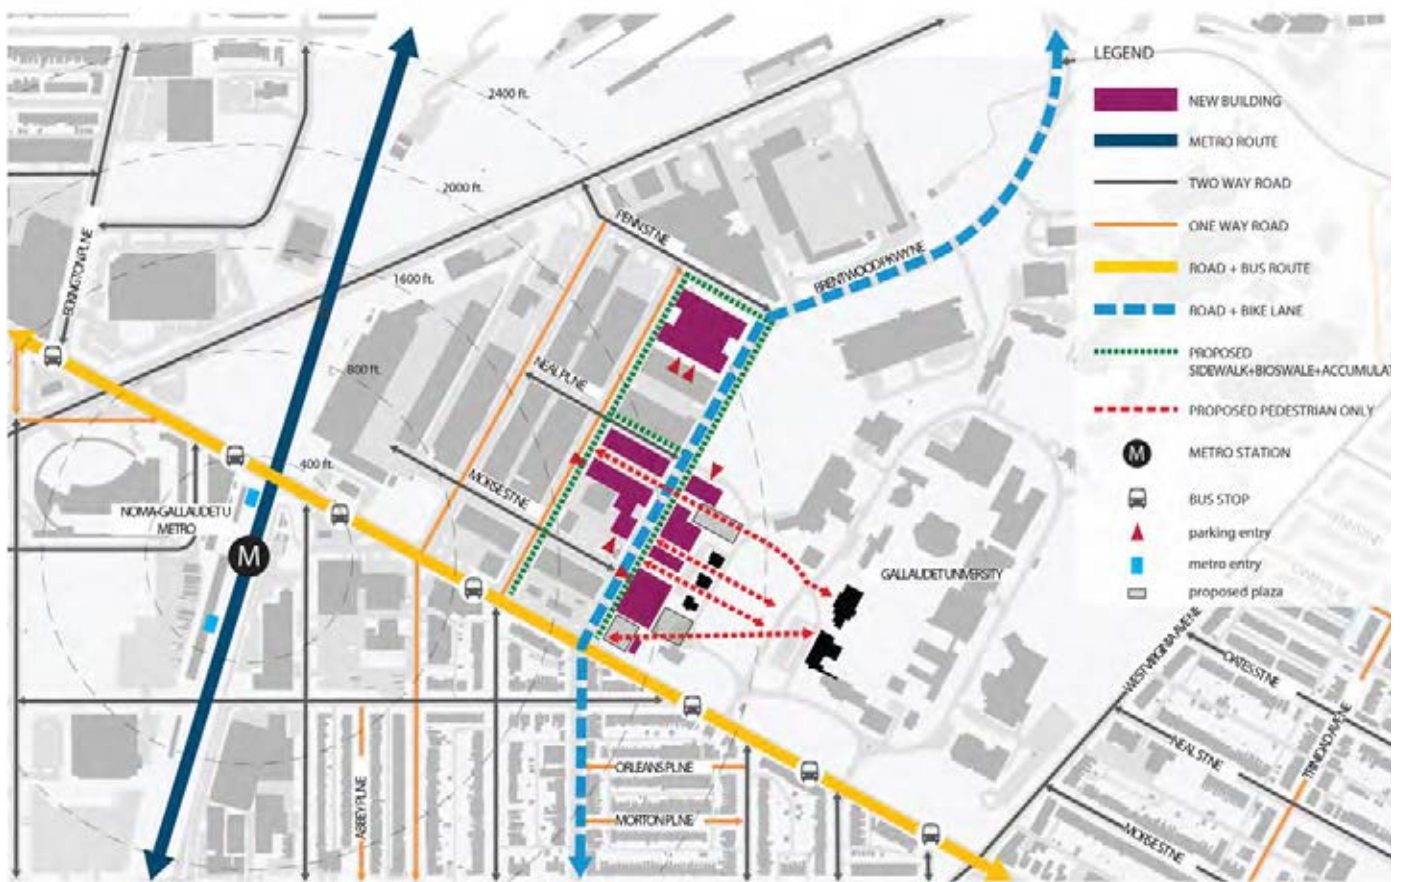 2400 ft.
2000 ft.
1600 ft.
800 ft.
400 ft.
ECKINGTON PL NE
PENN ST NE
BRENTWOOD PKWY NE
NEAL PL NE
MORSE ST NE
NOMA-GALLAUDET U
METRO
M
GALLAUDET UNIVERSITY
WEST VIRGINIA AVE NE
OATES ST NE
NEAL ST NE
TRINIDAD AVE NE
MORSE ST NE
ORLEANS PL NE
MORTON PL NE
ABBEY PL NE
LEGEND
NEW BUILDING
METRO ROUTE
TWO WAY ROAD
ONE WAY ROAD
ROAD + BUS ROUTE
ROAD + BIKE LANE
PROPOSED
SIDEWALK+BIOSWALE+ACCUMULAT
PROPOSED PEDESTRIAN ONLY
M
METRO STATION
BUS STOP
parking entry
metro entry
proposed plaza